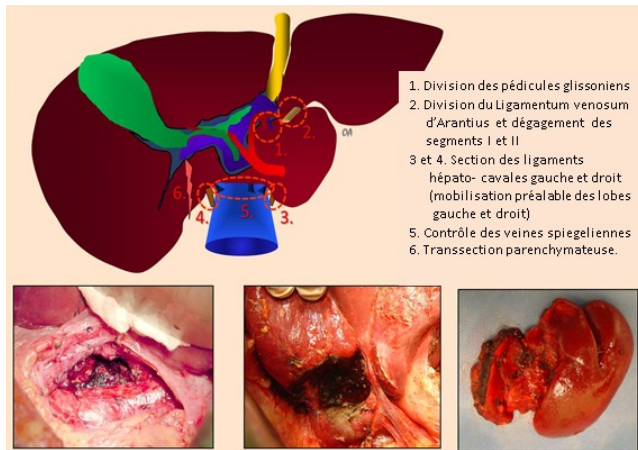 1. Division des pédicules glissoniens
2. Division du Ligamentum venosum
d'Arantius et dégagement des
segments I et II
3 et 4. Section des ligaments
hépato- cavales gauche et droit
(mobilisation préalable des lobes
gauche et droit)
5. Contrôle des veines spiegeliennes
6. Transsection parenchymateuse.
2.
1.
OA
6.
4.
5.
3.